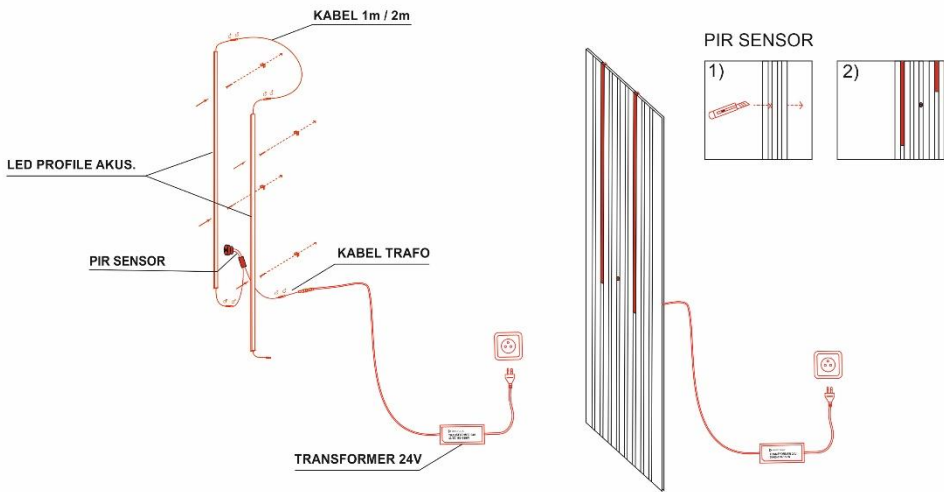 KABEL 1m / 2m
PIR SENSOR
1)
2)
LED PROFILE AKUS.
PIR SENSOR
KABEL TRAFO
TRANSFORMER 24V